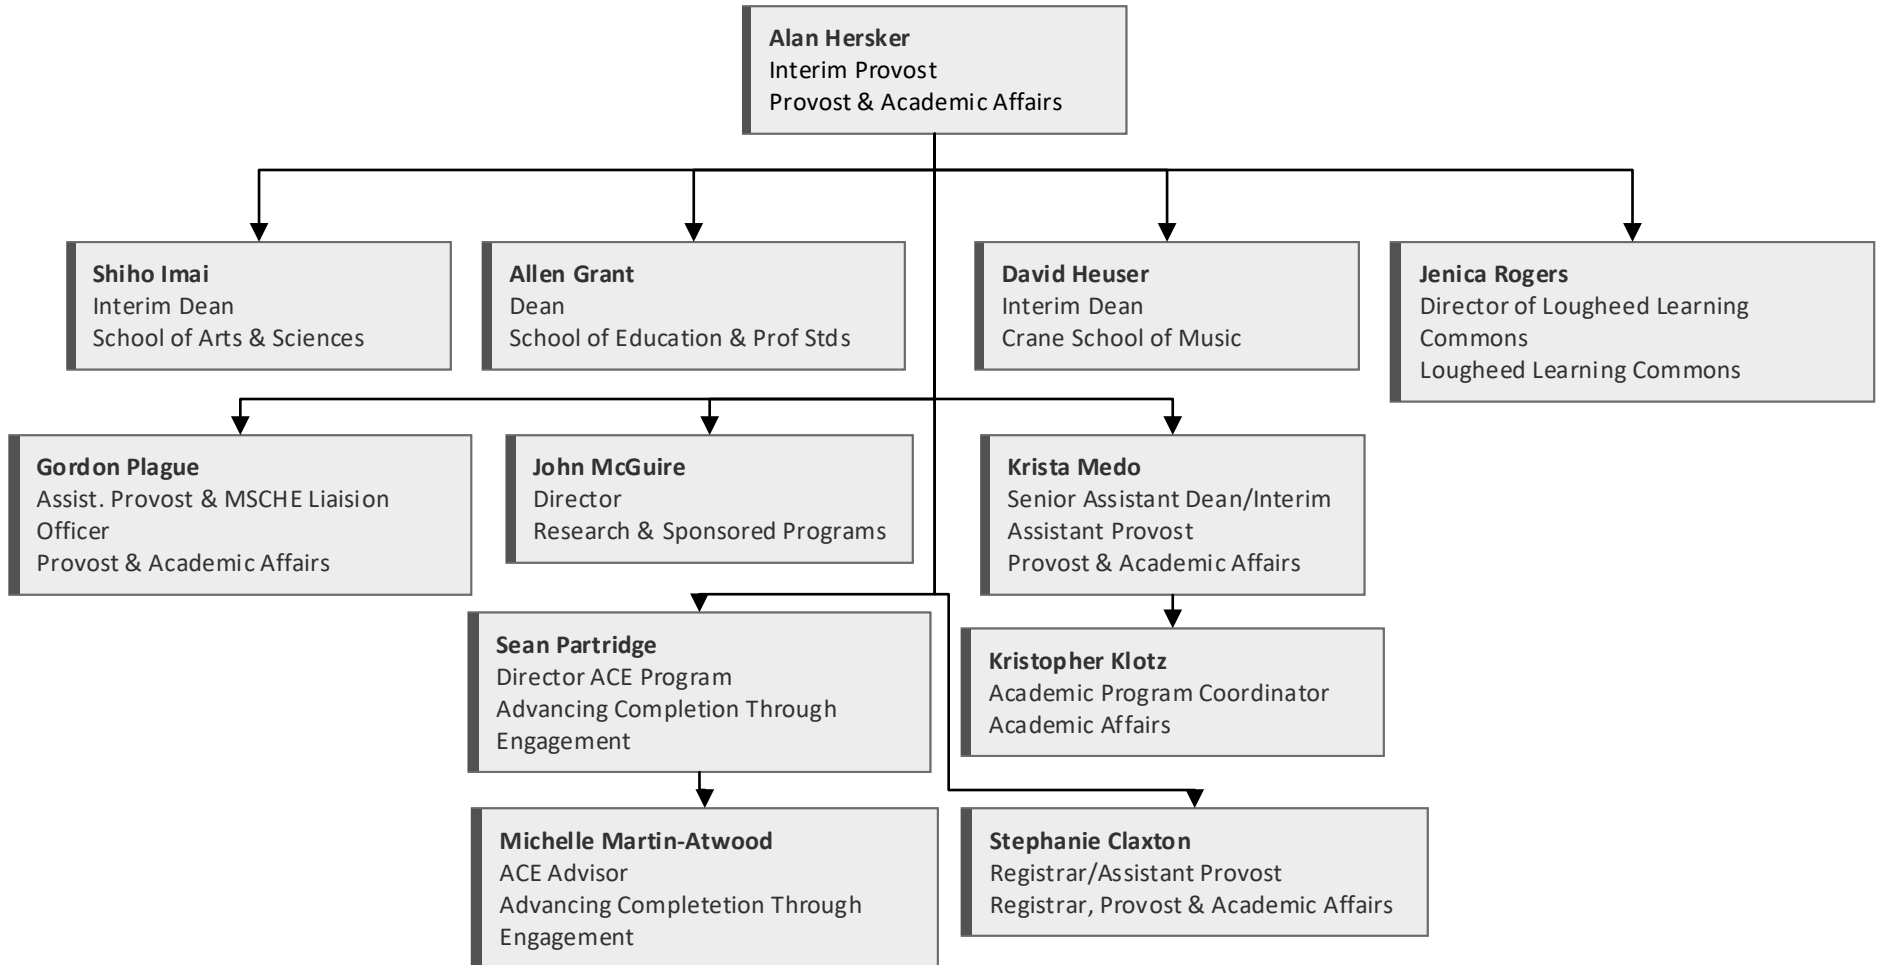 Alan Hersker
Interim Provost
Provost & Academic Affairs
Shiho Imai
Interim Dean
School of Arts & Sciences
Allen Grant
Dean
School of Education & Prof Stds
David Heuser
Interim Dean
Crane School of Music
Jenica Rogers
Director of Lougheed Learning
Commons
Lougheed Learning Commons
Gordon Plague
Assist. Provost & MSCHE Liaision
Officer
Provost & Academic Affairs
John McGuire
Director
Research & Sponsored Programs
Krista Medo
Senior Assistant Dean/Interim
Assistant Provost
Provost & Academic Affairs
Sean Partridge
Director ACE Program
Advancing Completion Through
Engagement
Kristopher Klotz
Academic Program Coordinator
Academic Affairs
Michelle Martin-Atwood
ACE Advisor
Advancing Completetion Through
Engagement
Stephanie Claxton
Registrar/Assistant Provost
Registrar, Provost & Academic Affairs